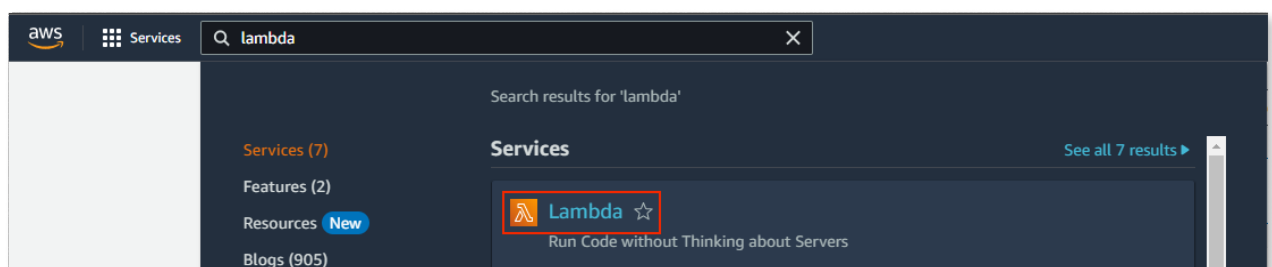 aws Services lambda
Search results for 'lambda'
Services (7)
Services
See all 7 results
Features (2)
Lambda
Resources New
Run Code without Thinking about Servers
Blogs (905)